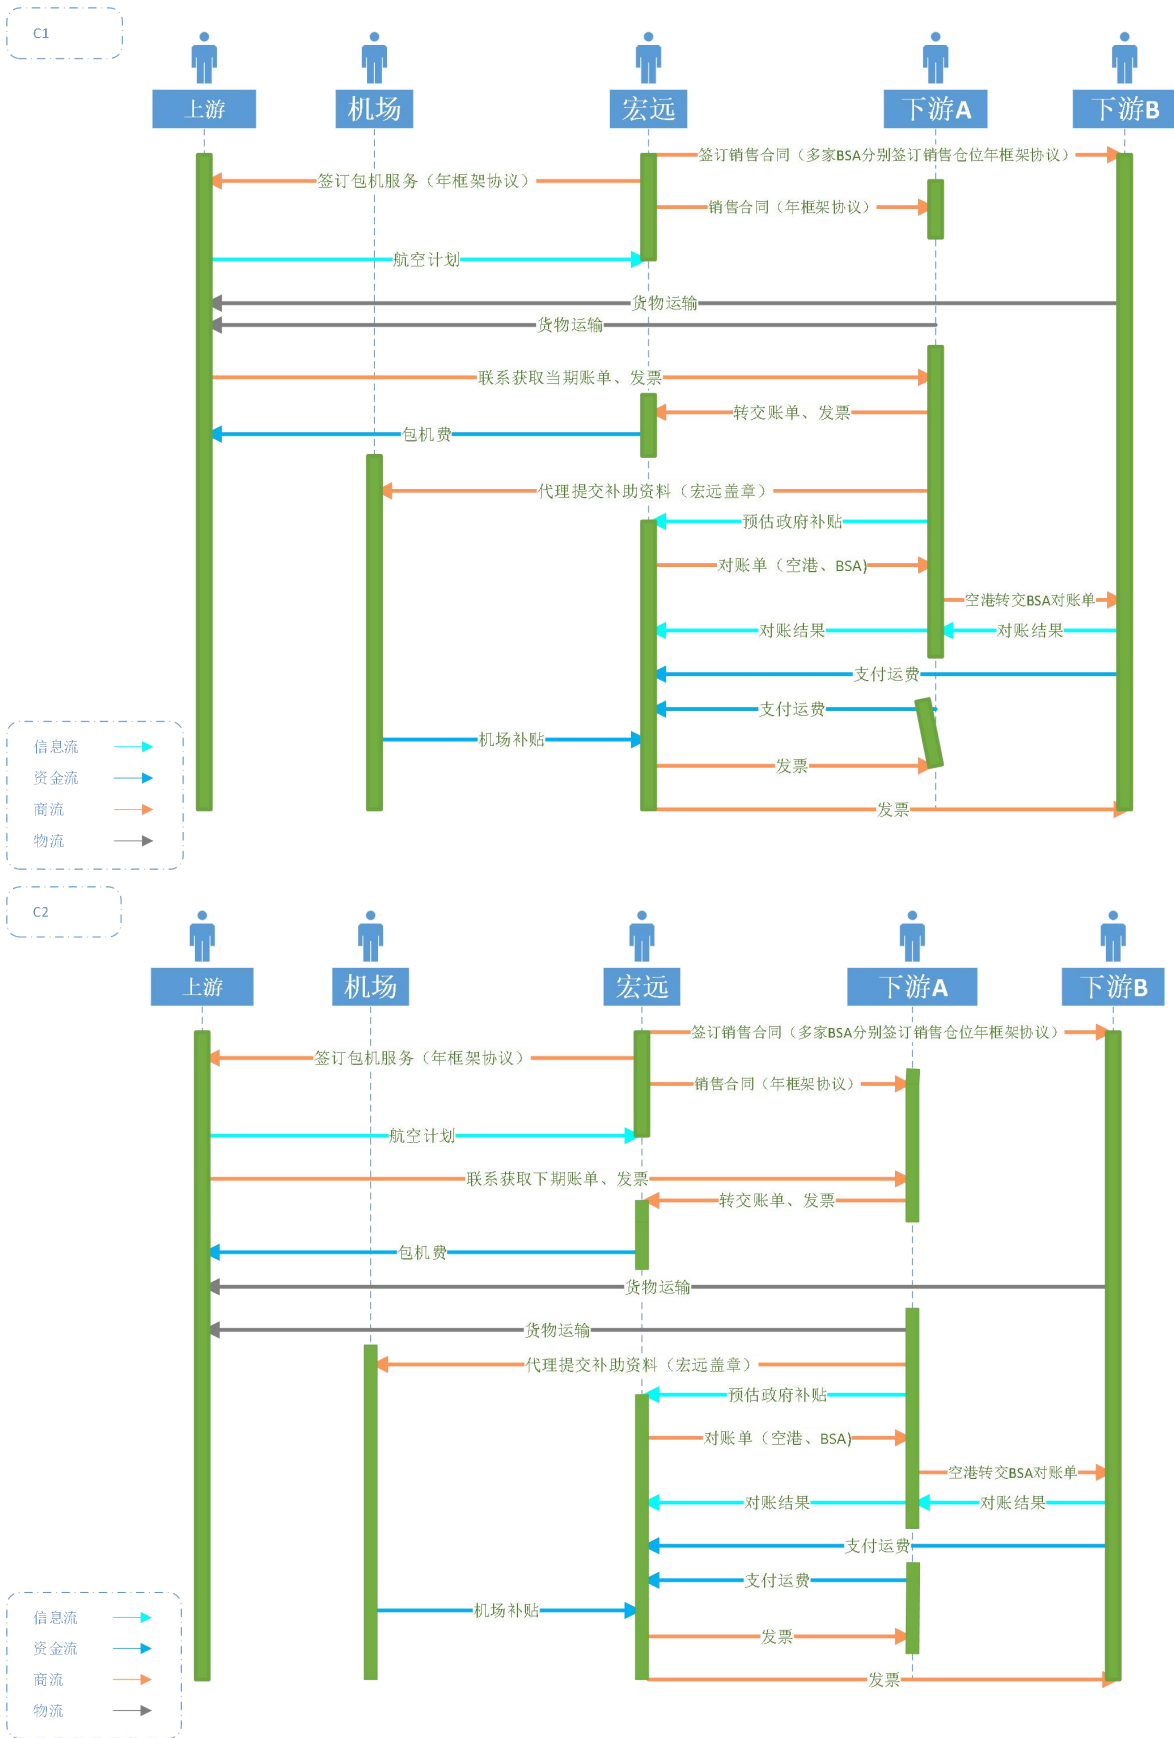 C1
上游
机场
宏远
下游A
下游B
签订销售合同（多家BSA分别签订销售仓位年框架协议）
签订包机服务（年框架协议）
销售合同（年框架协议）
航空计划
货物运输
货物运输
联系获取当期账单、发票
转交账单、发票
包机费
代理提交补助资料（宏远盖章）
预估政府补贴
对账单（空港、BSA)
空港转交BSA对账单
对账结果
对账结果
支付运费
支付运费
机场补贴
发票
发票
信息流
资金流
商流
物流
C2
上游
机场
宏远
下游A
下游B
签订销售合同（多家BSA分别签订销售仓位年框架协议）
签订包机服务（年框架协议）
销售合同（年框架协议）
航空计划
联系获取下期账单、发票
转交账单、发票
包机费
货物运输
货物运输
代理提交补助资料（宏远盖章）
预估政府补贴
对账单（空港、BSA)
空港转交BSA对账单
对账结果
对账结果
支付运费
支付运费
机场补贴
发票
发票
信息流
资金流
商流
物流